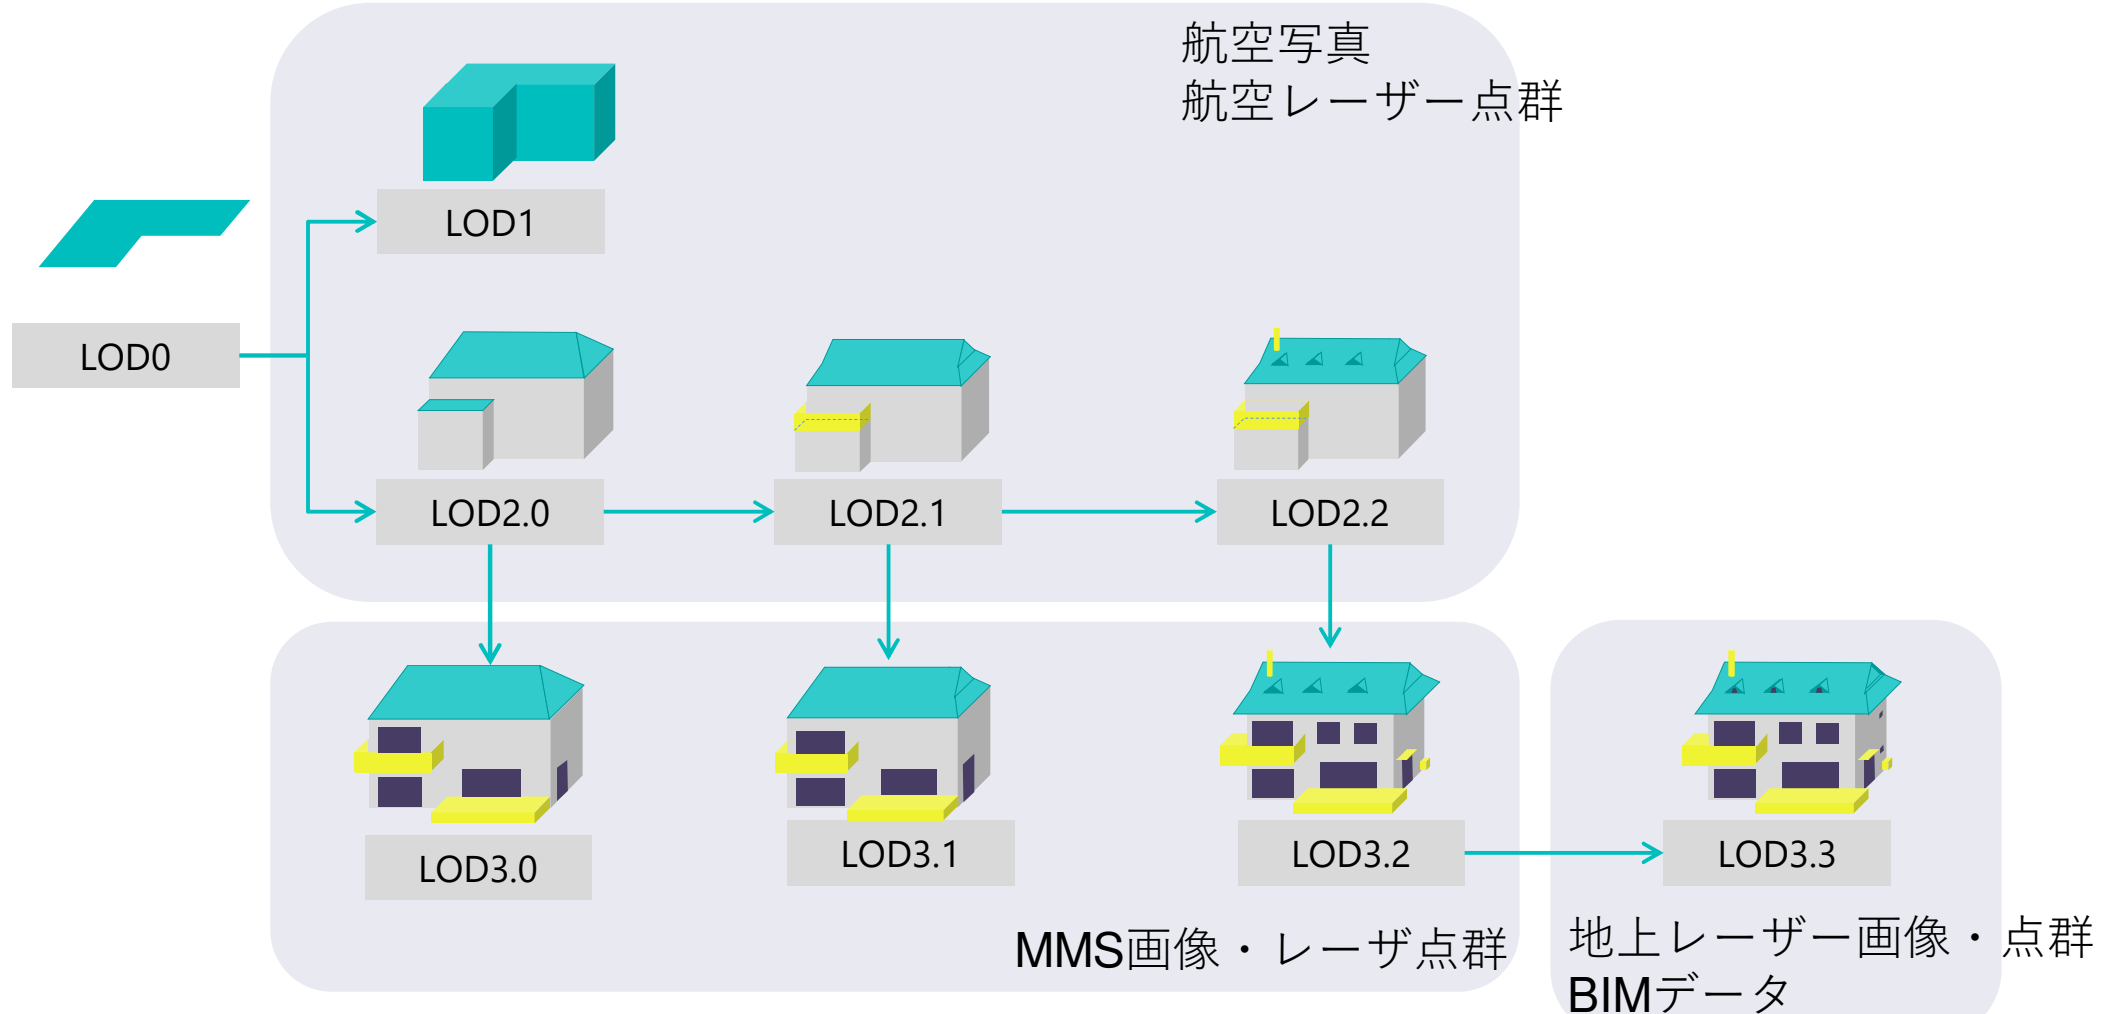 航空写真
航空レーザー点群
LOD1
LOD0
LOD2.0
LOD2.1
LOD2.2
LOD3.0
LOD3.1
LOD3.2
LOD3.3
MMS画像・レーザ点群
地上レーザー画像・点群
BIMデータ